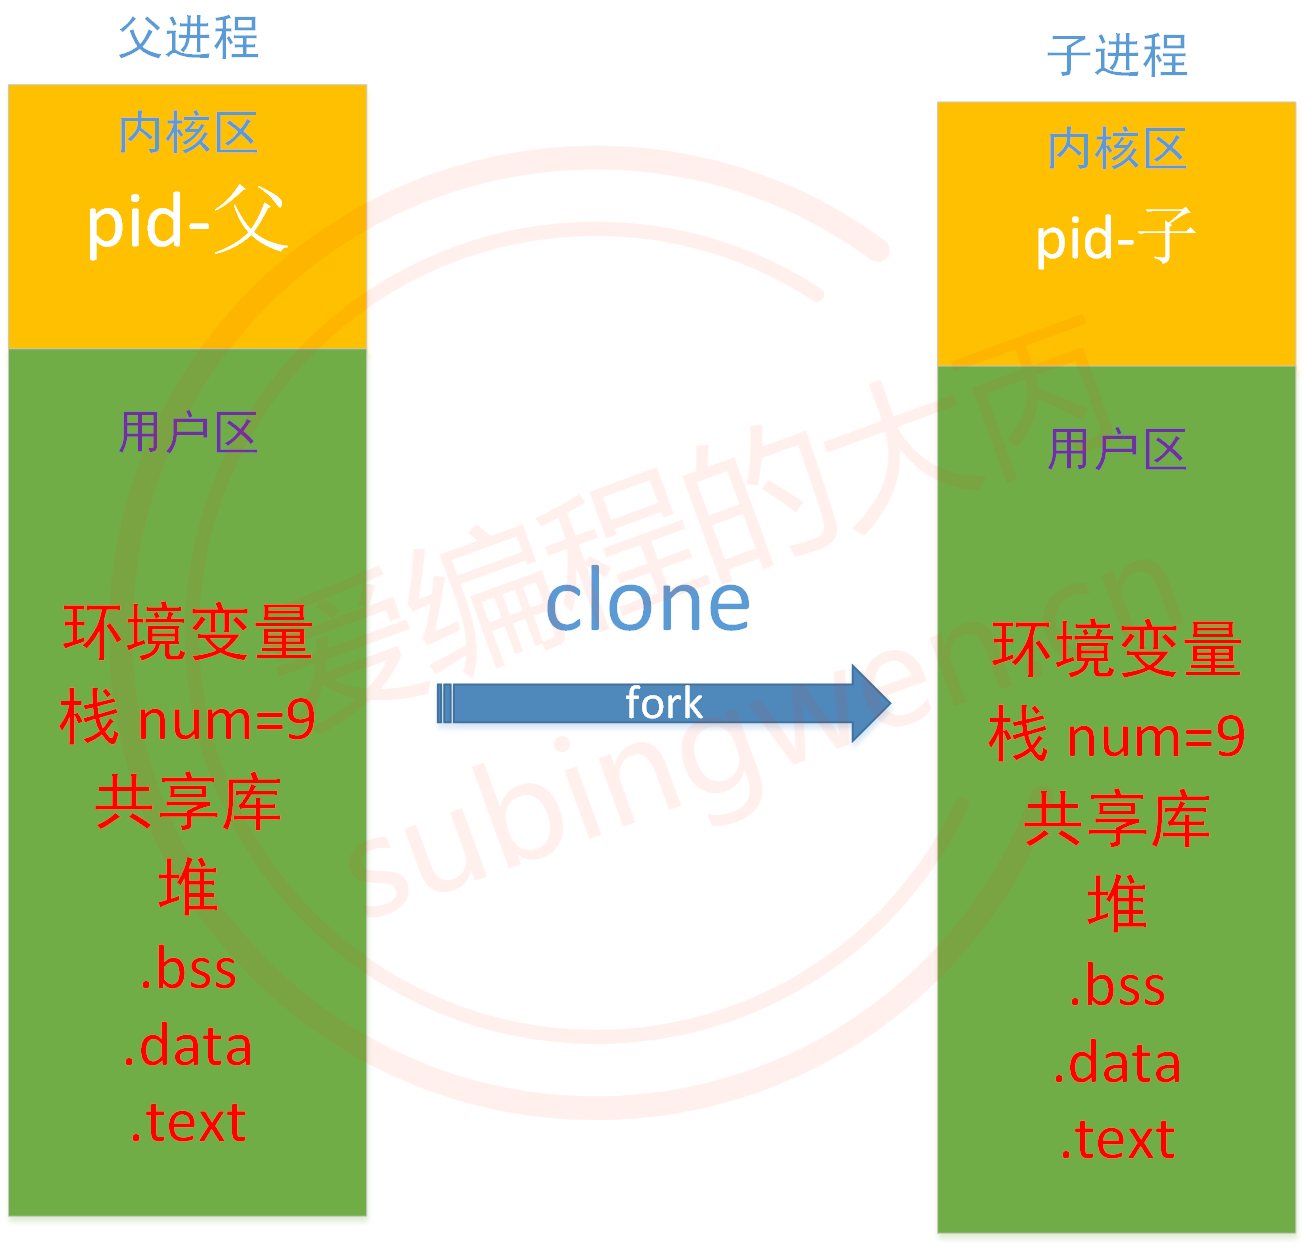 父进程
内核区
pid-父
用户区
环境变量
栈 num=9
共享库
堆
.bss
.data
.text
clone
fork
子进程
内核区
pid-子
用户区
环境变量
栈 num=9
共享库
堆
.bss
.data
.text
爱编程的大丙
subingwen.cn